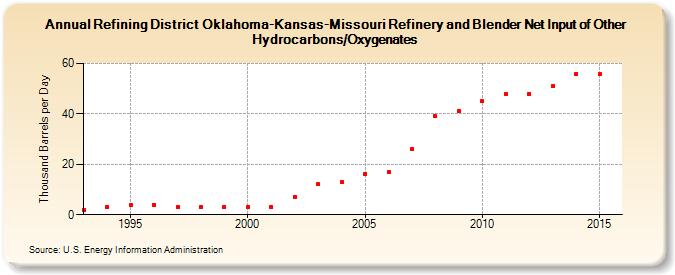 Annual Refining District Oklahoma-Kansas-Missouri Refinery and Blender Net Input of Other
Hydrocarbons/Oxygenates
Thousand Barrels per Day
60
40
20
0
1995
2000
2005
2010
2015
Source: U.S. Energy Information Administration